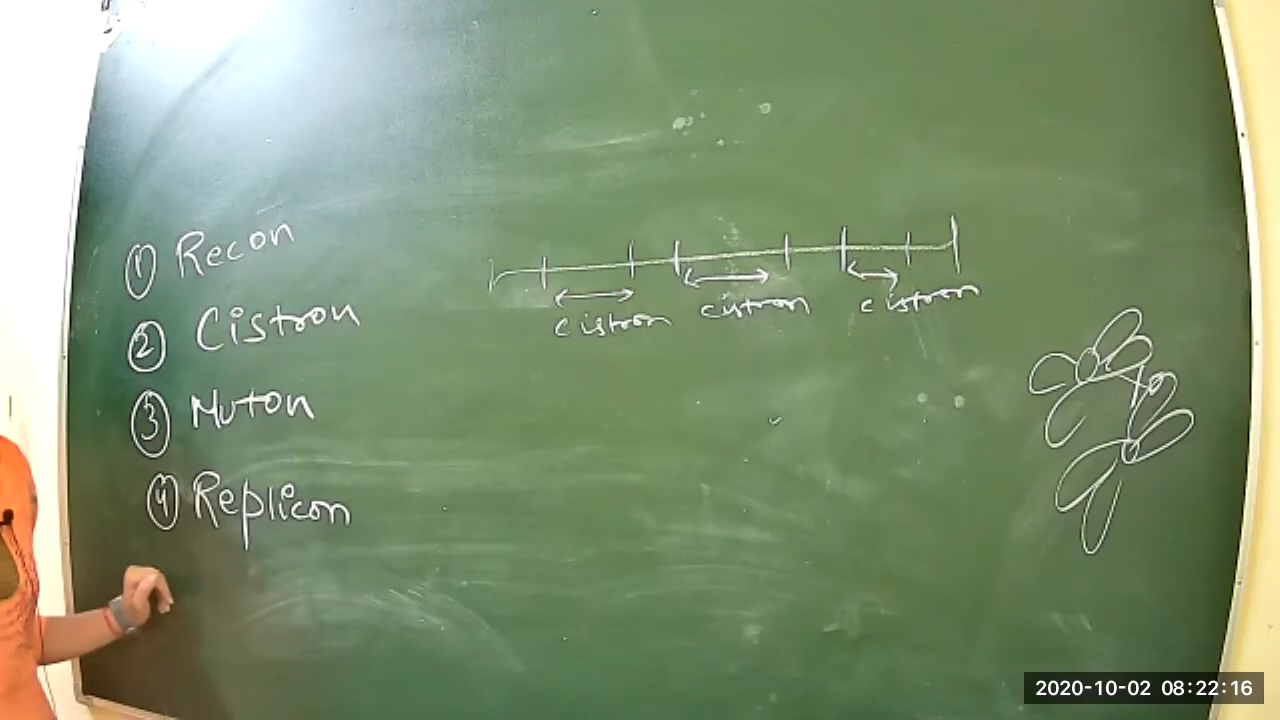 ① Recon
② Cistron
③ Muton
④ Replicon
cistron cistron cistron
2020-10-02 08:22:16